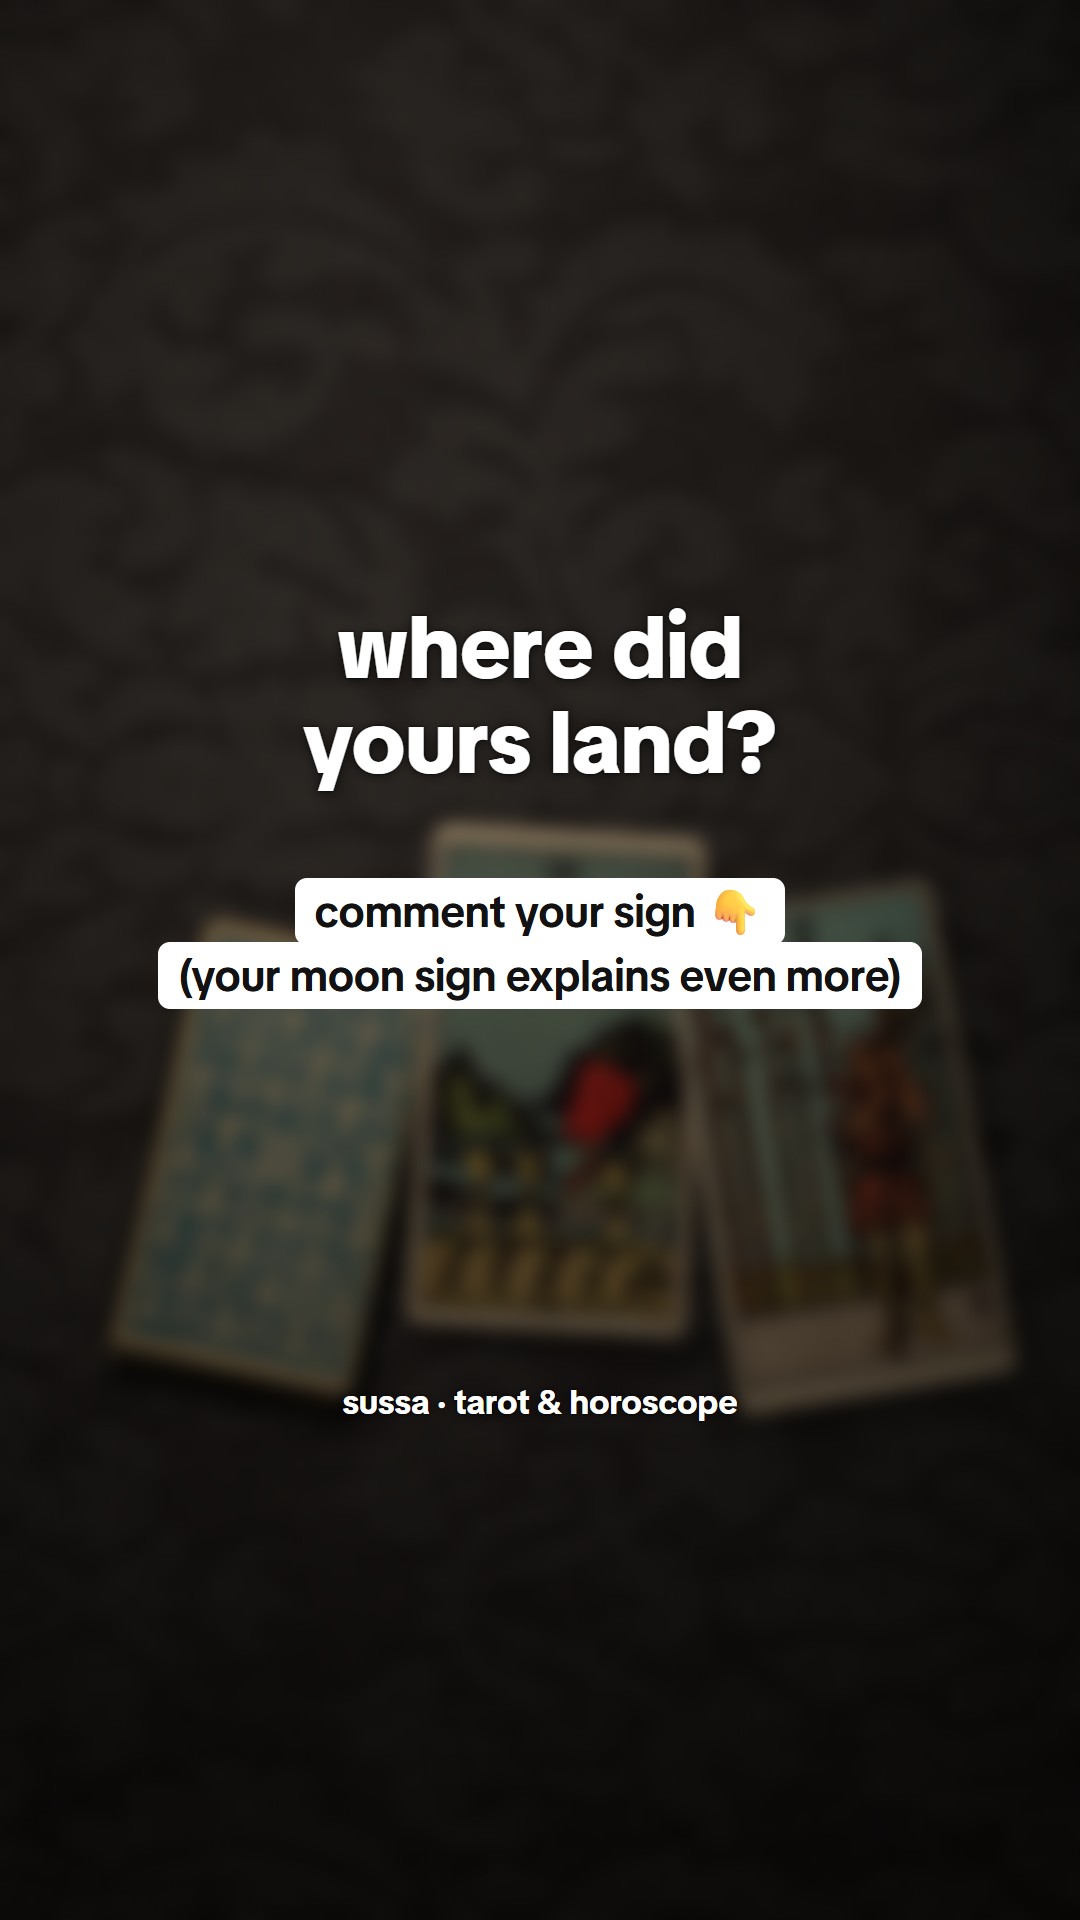 where did
yours land?
comment your sign 👇
(your moon sign explains even more)
sussa · tarot & horoscope